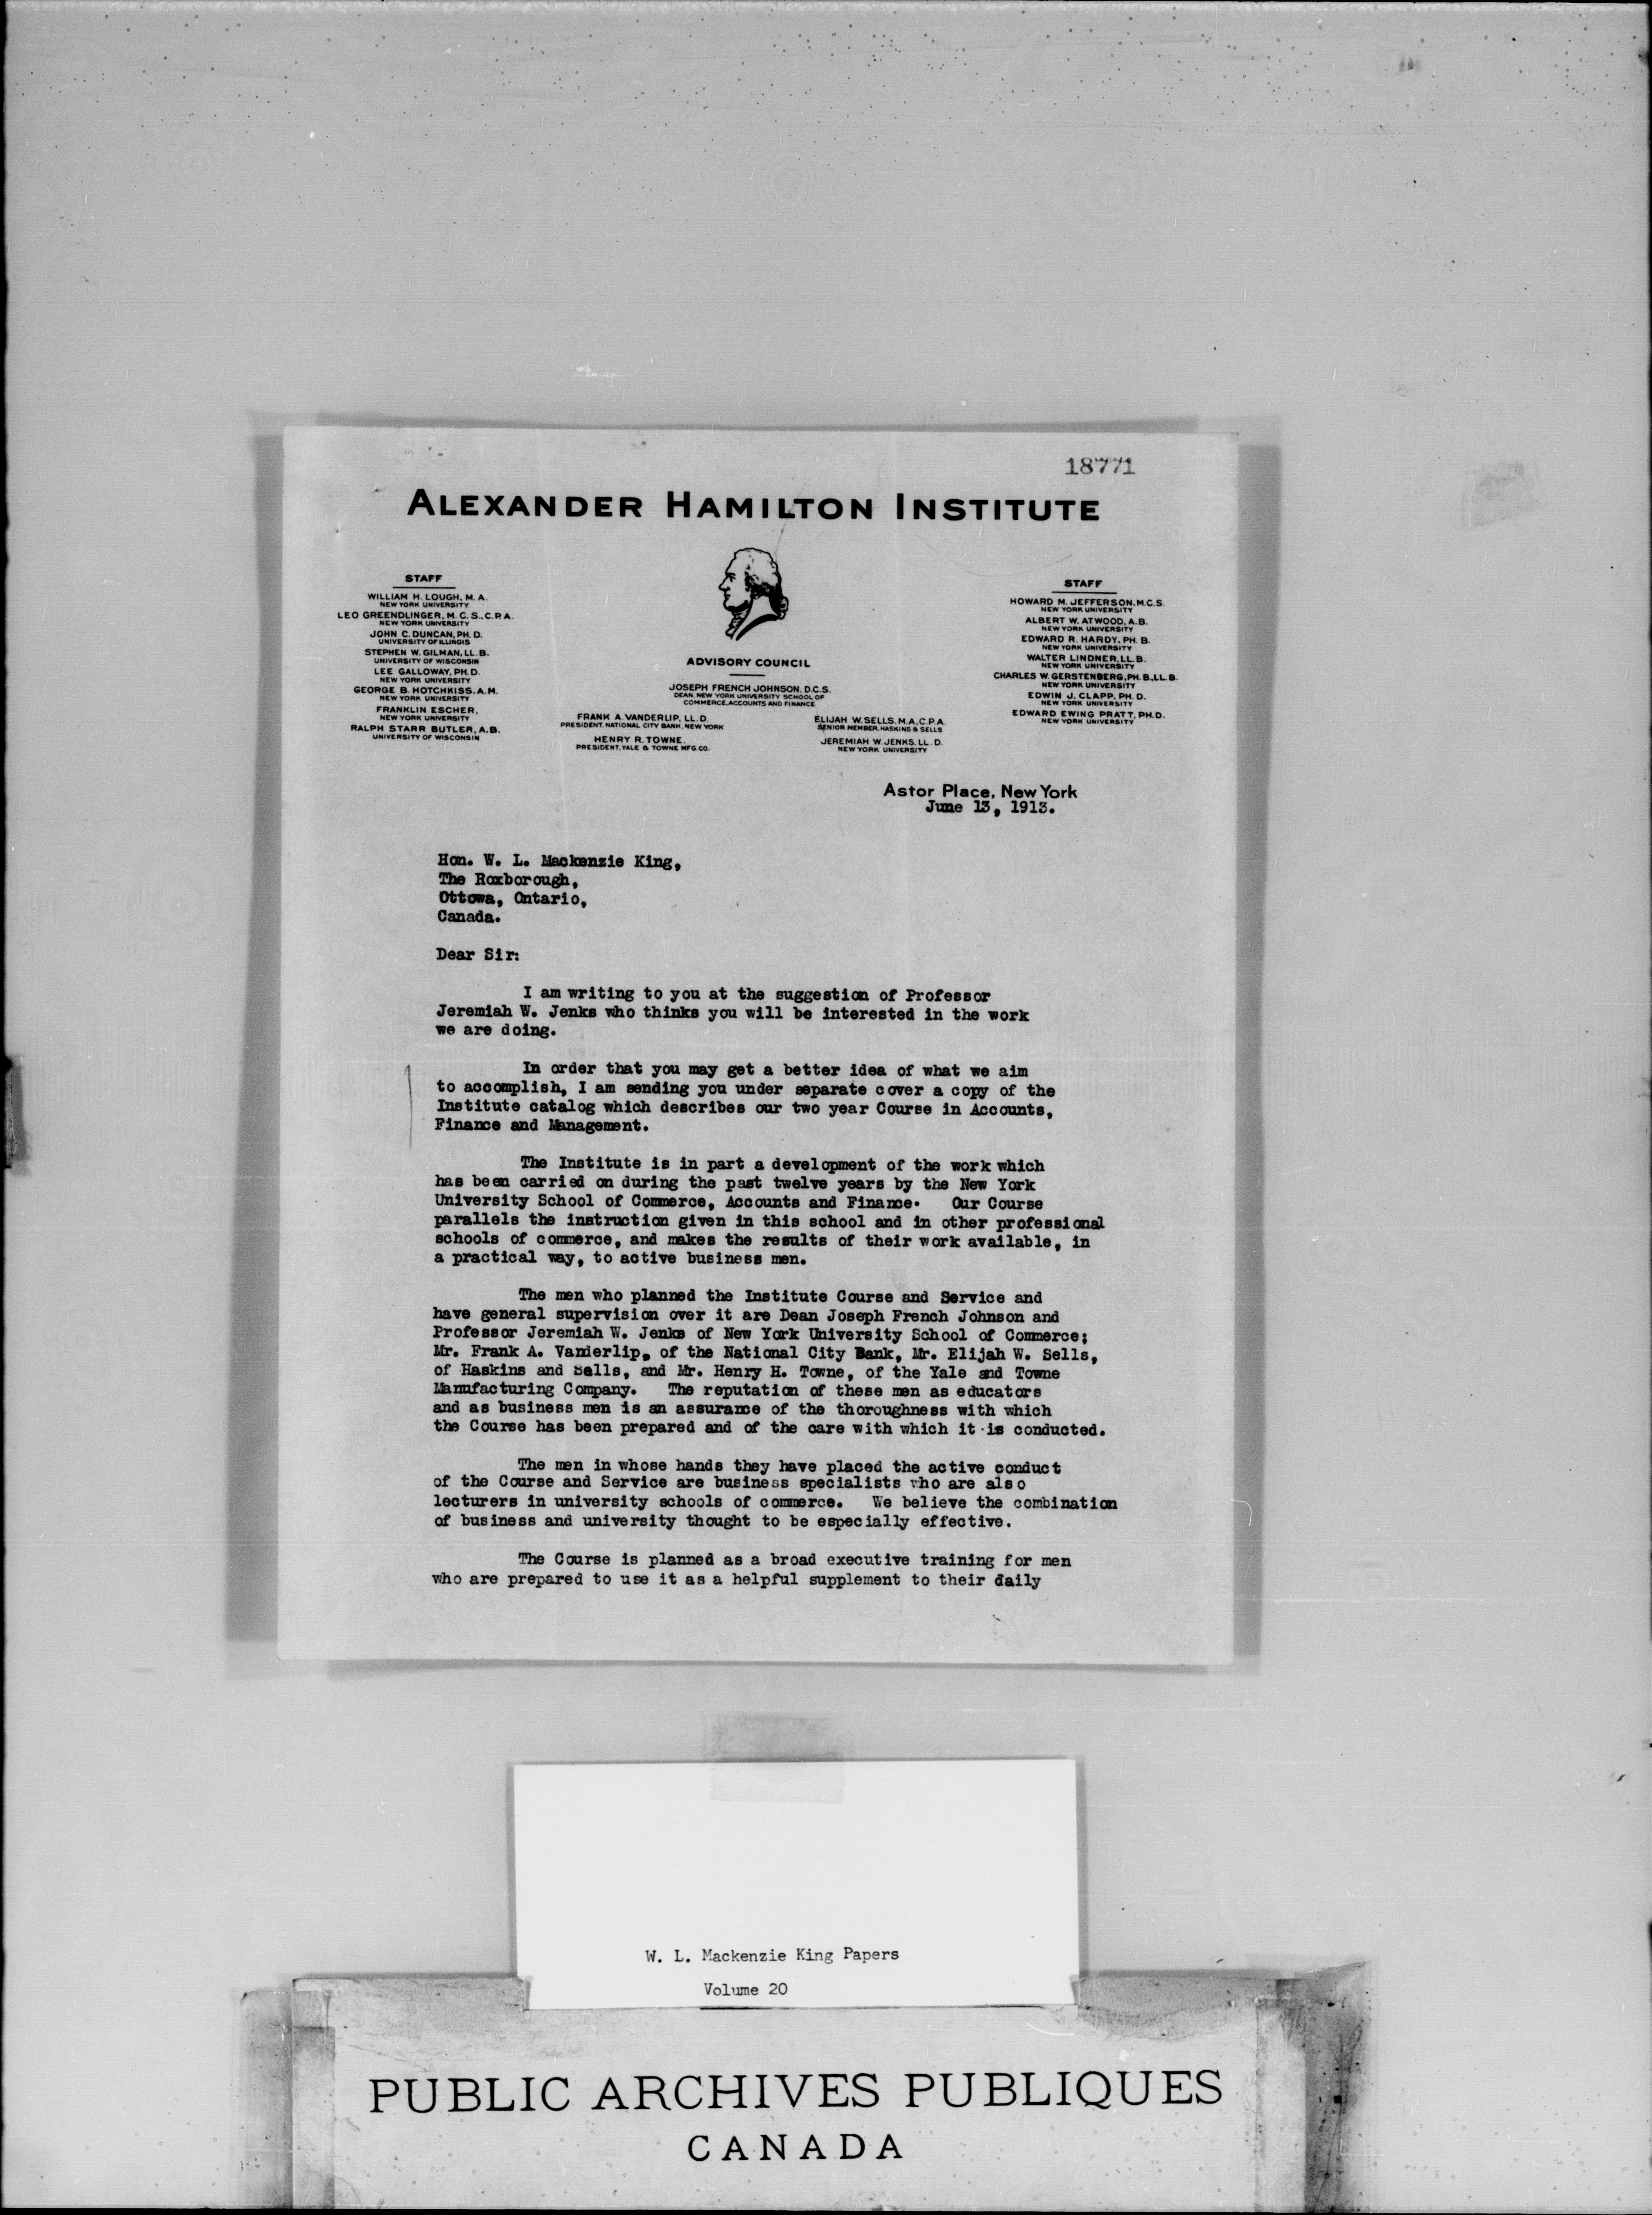 18771
ALEXANDER HAMILTON INSTITUTE
STAFF
WILLIAM H. LOUGH, M. A.
NEW YORK UNIVERSITY
LEO GREENDLINGER, M. C. S., C. P. A.
NEW YORK UNIVERSITY
JOHN C. DUNCAN, PH. D.
UNIVERSITY OF ILLINOIS
STEPHEN W. GILMAN, LL. B.
UNIVERSITY OF WISCONSIN
LEE GALLOWAY, PH. D.
NEW YORK UNIVERSITY
GEORGE B. HOTCHKISS, A. M.
NEW YORK UNIVERSITY
FRANKLIN ESCHER,
NEW YORK UNIVERSITY
RALPH STARR BUTLER, A. B.
UNIVERSITY OF WISCONSIN
ADVISORY COUNCIL
JOSEPH FRENCH JOHNSON, D.C.S.
DEAN, NEW YORK UNIVERSITY SCHOOL OF
COMMERCE, ACCOUNTS AND FINANCE
FRANK A. VANDERLIP, LL. D.
PRESIDENT, NATIONAL CITY BANK, NEW YORK
HENRY R. TOWNE,
PRESIDENT, YALE & TOWNE MFG. CO.
ELIJAH W. SELLS, M. A., C. P. A.
SENIOR MEMBER, HASKINS & SELLS
JEREMIAH W. JENKS, LL. D.
NEW YORK UNIVERSITY
STAFF
HOWARD M. JEFFERSON, M. C. S.
NEW YORK UNIVERSITY
ALBERT W. ATWOOD, A. B.
NEW YORK UNIVERSITY
EDWARD R. HARDY, PH. B.
NEW YORK UNIVERSITY
WALTER LINDNER, LL. B.
NEW YORK UNIVERSITY
CHARLES W. GERSTENBERG, PH. B., LL. B.
NEW YORK UNIVERSITY
EDWIN J. CLAPP, PH. D.
NEW YORK UNIVERSITY
EDWARD EWING PRATT, PH. D.
NEW YORK UNIVERSITY
Astor Place, New York
June 13, 1913.
Hon. W. L. Mackenzie King,
The Roxborough,
Ottowa, Ontario,
Canada.
Dear Sir:
I am writing to you at the suggestion of Professor
Jeremiah W. Jenks who thinks you will be interested in the work
we are doing.
In order that you may get a better idea of what we aim
to accomplish, I am sending you under separate cover a copy of the
Institute catalog which describes our two year Course in Accounts,
Finance and Management.
The Institute is in part a development of the work which
has been carried on during the past twelve years by the New York
University School of Commerce, Accounts and Finance. Our Course
parallels the instruction given in this school and in other professional
schools of commerce, and makes the results of their work available, in
a practical way, to active business men.
The men who planned the Institute Course and Service and
have general supervision over it are Dean Joseph French Johnson and
Professor Jeremiah W. Jenks of New York University School of Commerce;
Mr. Frank A. Vanderlip, of the National City Bank, Mr. Elijah W. Sells,
of Haskins and Sells, and Mr. Henry H. Towne, of the Yale and Towne
Manufacturing Company. The reputation of these men as educators
and as business men is an assurance of the thoroughness with which
the Course has been prepared and of the care with which it is conducted.
The men in whose hands they have placed the active conduct
of the Course and Service are business specialists who are also
lecturers in university schools of commerce. We believe the combination
of business and university thought to be especially effective.
The Course is planned as a broad executive training for men
who are prepared to use it as a helpful supplement to their daily
W. L. Mackenzie King Papers
Volume 20
PUBLIC ARCHIVES PUBLIQUES
CANADA